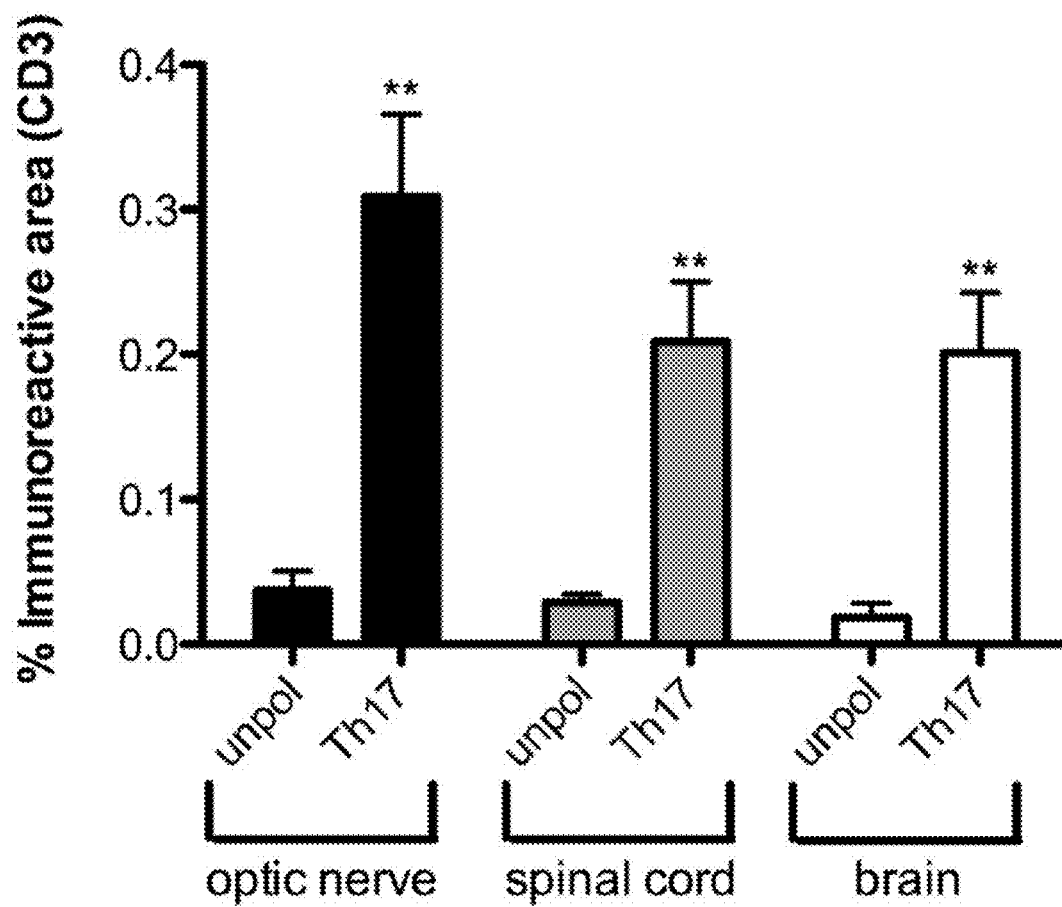 % Immunoreactive area (CD3)
0.4
0.3
0.2
0.1
0.0
**
**
**
unpol
Th17
unpol
Th17
unpol
Th17
optic nerve
spinal cord
brain